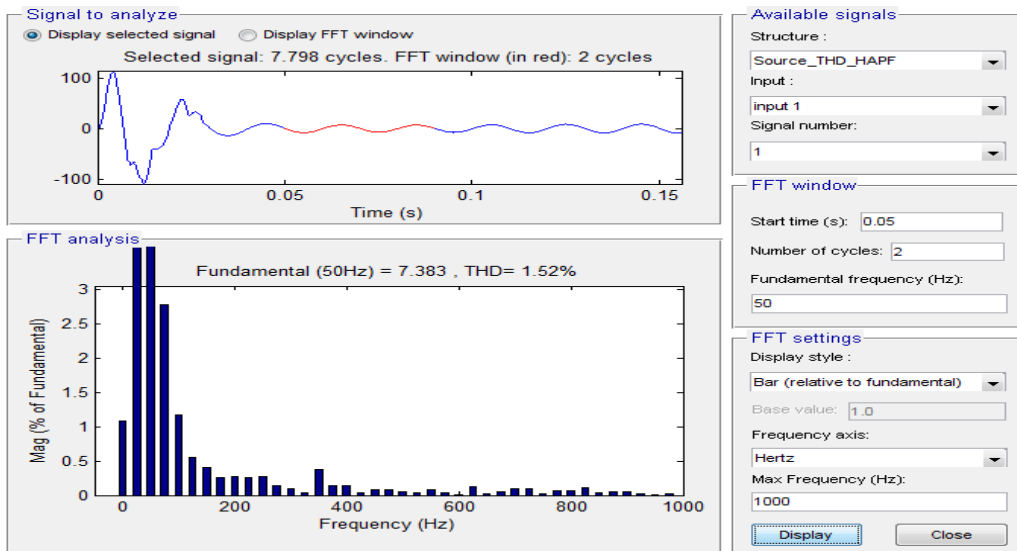 Signal to analyze
Display selected signal Display FFT window
Selected signal: 7.798 cycles. FFT window (in red): 2 cycles
100
0
-100
0 0.05 0.1 0.15
Time (s)
FFT analysis
Fundamental (50Hz) = 7.383 , THD= 1.52%
3
2.5
2
1.5
1
0.5
0
Mag (% of Fundamental)
0 200 400 600 800 1000
Frequency (Hz)
Available signals
Structure :
Source_THD_HAPF
Input :
input 1
Signal number:
1
FFT window
Start time (s): 0.05
Number of cycles: 2
Fundamental frequency (Hz):
50
FFT settings
Display style :
Bar (relative to fundamental)
Base value: 1.0
Frequency axis:
Hertz
Max Frequency (Hz):
1000
Display Close